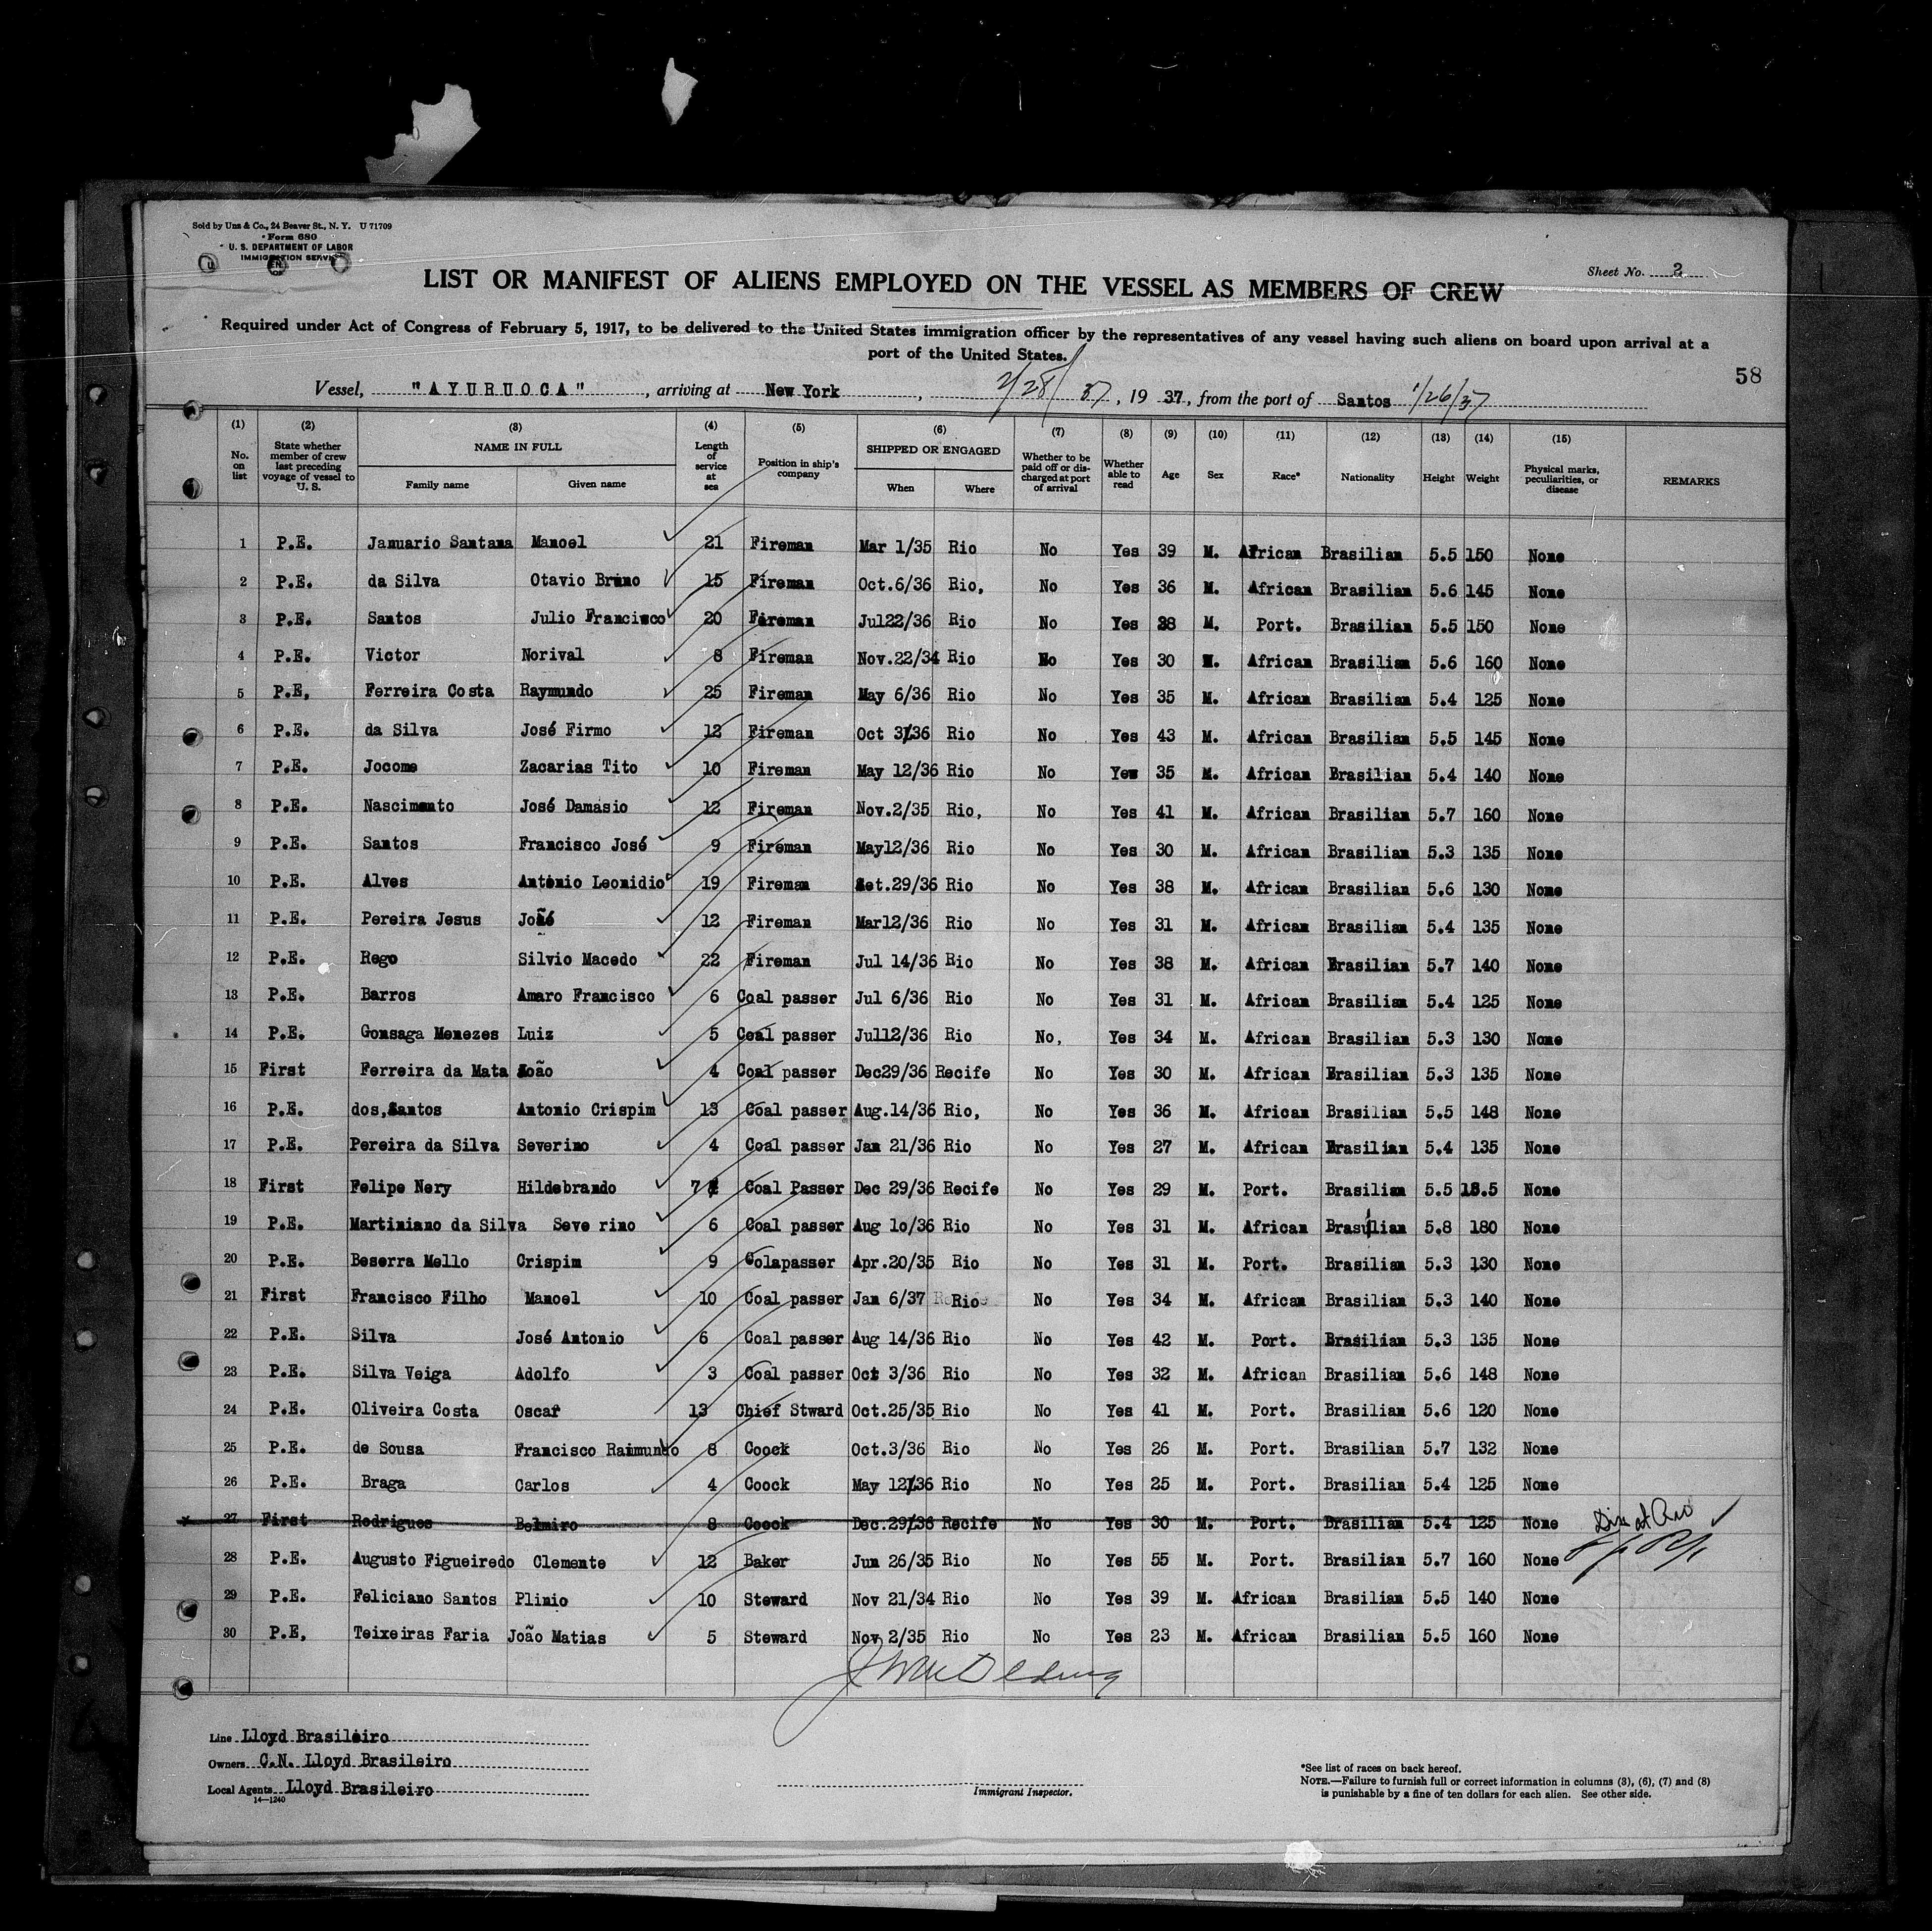 Sold by Unz & Co., 24 Beaver St., N. Y. U 71709
Form 680
U. S. DEPARTMENT OF LABOR
IMMIGRATION SERVICE
Sheet No. 2
LIST OR MANIFEST OF ALIENS EMPLOYED ON THE VESSEL AS MEMBERS OF CREW
Required under Act of Congress of February 5, 1917, to be delivered to the United States immigration officer by the representatives of any vessel having such aliens on board upon arrival at a
port of the United States.
58
Vessel, "AYURUOCA", arriving at New York, 2/28/37, 19 37, from the port of Santos 1/26/37
(1) No. on list (2) State whether member of crew last preceding voyage of vessel to U. S. (3) NAME IN FULL Family name Given name (4) Length of service at sea (5) Position in ship's company (6) SHIPPED OR ENGAGED When Where (7) Whether to be paid off or discharged at port of arrival (8) Whether able to read (9) Age (10) Sex (11) Race* (12) Nationality (13) Height (14) Weight (15) Physical marks, peculiarities, or disease REMARKS
1 P.E. Januario Santana Manoel 21 Fireman Mar 1/35 Rio No Yes 39 M. African Brasilian 5.5 150 None
2 P.E. da Silva Otavio Bruno 15 Fireman Oct.6/36 Rio, No Yes 36 M. African Brasilian 5.6 145 None
3 P.E. Santos Julio Francisco 20 Fireman Jul22/36 Rio No Yes 38 M. Port. Brasilian 5.5 150 None
4 P.E. Victor Norival 8 Fireman Nov.22/34 Rio No Yes 30 M. African Brasilian 5.6 160 None
5 P.E, Ferreira Costa Raymundo 25 Fireman May 6/36 Rio No Yes 35 M. African Brasilian 5.4 125 None
6 P.E. da Silva José Firmo 12 Fireman Oct 3/36 Rio No Yes 43 M. African Brasilian 5.5 145 None
7 P.E. Jocome Zacarias Tito 10 Fireman May 12/36 Rio No Yes 35 M. African Brasilian 5.4 140 None
8 P.E. Nascimento José Damasio 12 Fireman Nov.2/35 Rio, No Yes 41 M. African Brasilian 5.7 160 None
9 P.E. Santos Francisco José 9 Fireman May12/36 Rio No Yes 30 M. African Brasilian 5.3 135 None
10 P.E. Alves Antonio Leonidio 19 Fireman Set.29/36 Rio No Yes 38 M. African Brasilian 5.6 130 None
11 P.E. Pereira Jesus João 12 Fireman Mar12/36 Rio No Yes 31 M. African Brasilian 5.4 135 None
12 P.E. Rego Silvio Macedo 22 Fireman Jul 14/36 Rio No Yes 38 M. African Brasilian 5.7 140 None
13 P.E. Barros Amaro Francisco 6 Coal passer Jul 6/36 Rio No Yes 31 M. African Brasilian 5.4 125 None
14 P.E. Gonsaga Menezes Luiz 5 Coal passer Jul12/36 Rio No, Yes 34 M. African Brasilian 5.3 130 None
15 First Ferreira da Mata João 4 Coal passer Dec29/36 Recife No Yes 30 M. African Brasilian 5.3 135 None
16 P.E. dos,Santos Antonio Crispim 13 Coal passer Aug.14/36 Rio, No Yes 36 M. African Brasilian 5.5 148 None
17 P.E. Pereira da Silva Severino 4 Coal passer Jan 21/36 Rio No Yes 27 M. African Brasilian 5.4 135 None
18 First Felipe Nery Hildebrando 7 Coal Passer Dec 29/36 Recife No Yes 29 M. Port. Brasilian 5.5 None
19 P.E. Martiniano da Silva Seve rino 6 Coal passer Aug 1o/36 Rio No Yes 31 M. African Brasilian 5.8 180 None
20 P.E. Beserra Mello Crispim 9 Colapasser Apr.20/35 Rio No Yes 31 M. Port. Brasilian 5.3 130 None
21 First Francisco Filho Manoel 10 Coal passer Jan 6/37 Rio No Yes 34 M. African Brasilian 5.3 140 None
22 P.E. Silva José Antonio 6 Coal passer Aug 14/36 Rio No Yes 42 M. Port. Brasilian 5.3 135 None
23 P.E. Silva Veiga Adolfo 3 Coal passer Oct 3/36 Rio No Yes 32 M. African Brasilian 5.6 148 None
24 P.E. Oliveira Costa Oscar 13 Chief Stward Oct.25/35 Rio No Yes 41 M. Port. Brasilian 5.6 120 None
25 P.E. de Sousa Francisco Raimundo 8 Coock Oct.3/36 Rio No Yes 26 M. Port. Brasilian 5.7 132 None
26 P.E. Braga Carlos 4 Coock May 12/36 Rio No Yes 25 M. Port. Brasilian 5.4 125 None
x 27 First Rodrigues Belmiro 8 Coock Dec.29/36 Recife No Yes 30 M. Port. Brasilian 5.4 125 None Dis at Rio
28 P.E. Augusto Figueiredo Clemente 12 Baker Jun 26/35 Rio No Yes 55 M. Port. Brasilian 5.7 160 None
29 P.E. Feliciano Santos Plinio 10 Steward Nov 21/34 Rio No Yes 39 M. African Brasilian 5.5 140 None
30 P.E, Teixeiras Faria João Matias 5 Steward Nov 2/35 Rio No Yes 23 M. African Brasilian 5.5 160 None
Line Lloyd Brasileiro
Owners C.N. Lloyd Brasileiro
Local Agents Lloyd Brasileiro
14—1240
Immigrant Inspector.
*See list of races on back hereof.
NOTE.—Failure to furnish full or correct information in columns (3), (6), (7) and (8)
is punishable by a fine of ten dollars for each alien. See other side.